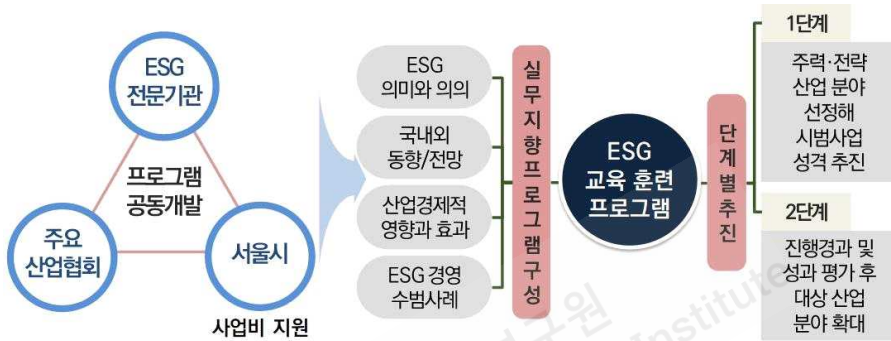 ESG
전문기관
프로그램
공동개발
주요
산업협회
서울시
사업비 지원
ESG
의미와 의의
국내외
동향/전망
산업경제적
영향과 효과
ESG 경영
수범사례
실무지향프로그램구성
ESG
교육 훈련
프로그램
단계별추진
1단계
주력·전략
산업 분야
선정해
시범사업
성격 추진
2단계
진행경과 및
성과 평가 후
대상 산업
분야 확대
구원
Institute